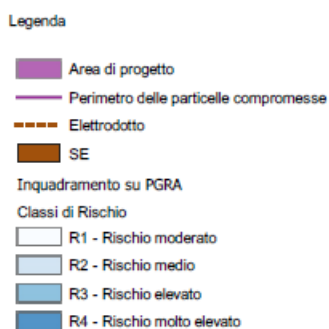 Legenda
Area di progetto
Perimetro delle particelle compromesse
Elettrodotto
SE
Inquadramento su PGRA
Classi di Rischio
R1 - Rischio moderato
R2 - Rischio medio
R3 - Rischio elevato
R4 - Rischio molto elevato